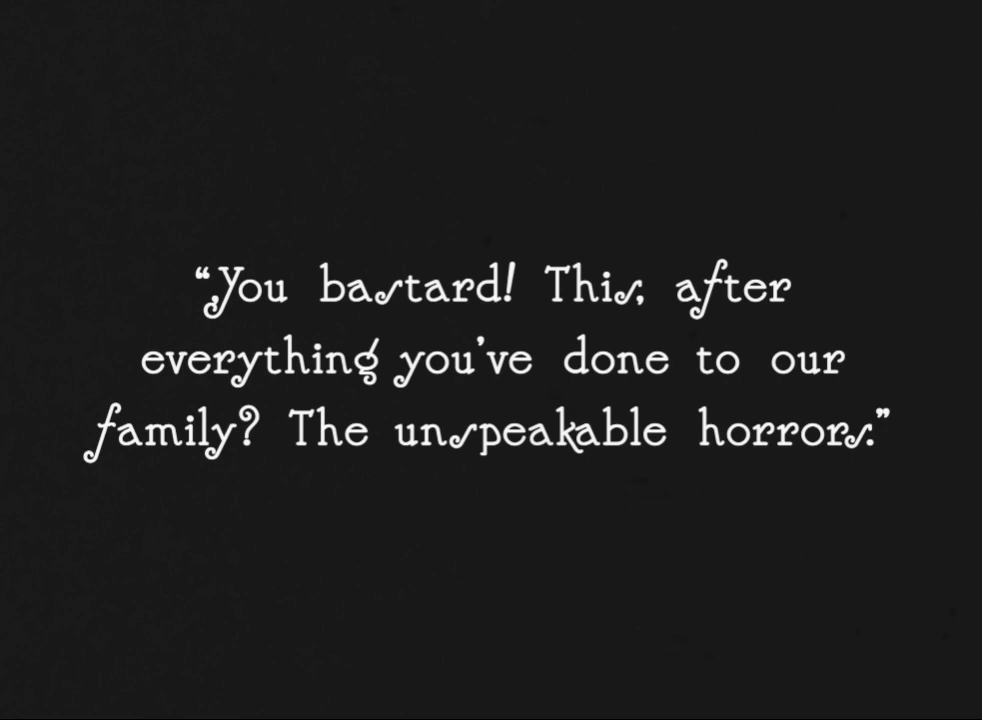 “You bastard! This, after
everything you’ve done to our
family? The unspeakable horrors.”